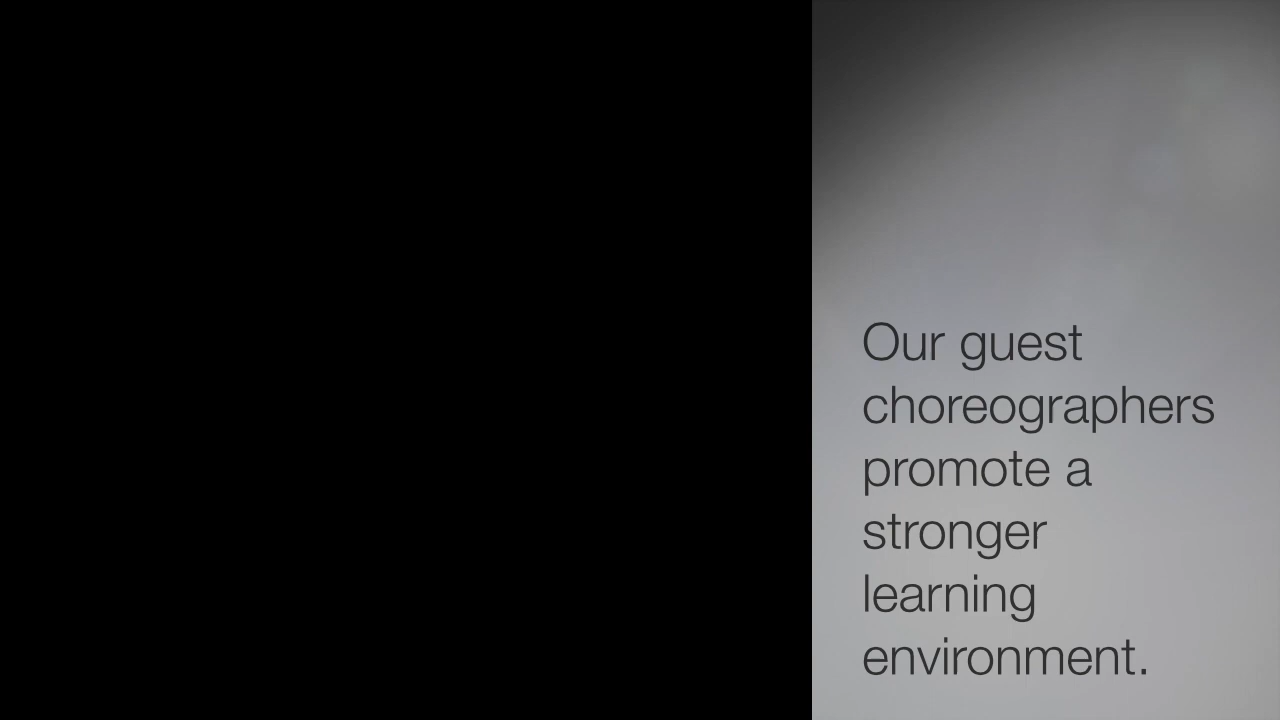 Our guest
choreographers
promote a
stronger
learning
environment.